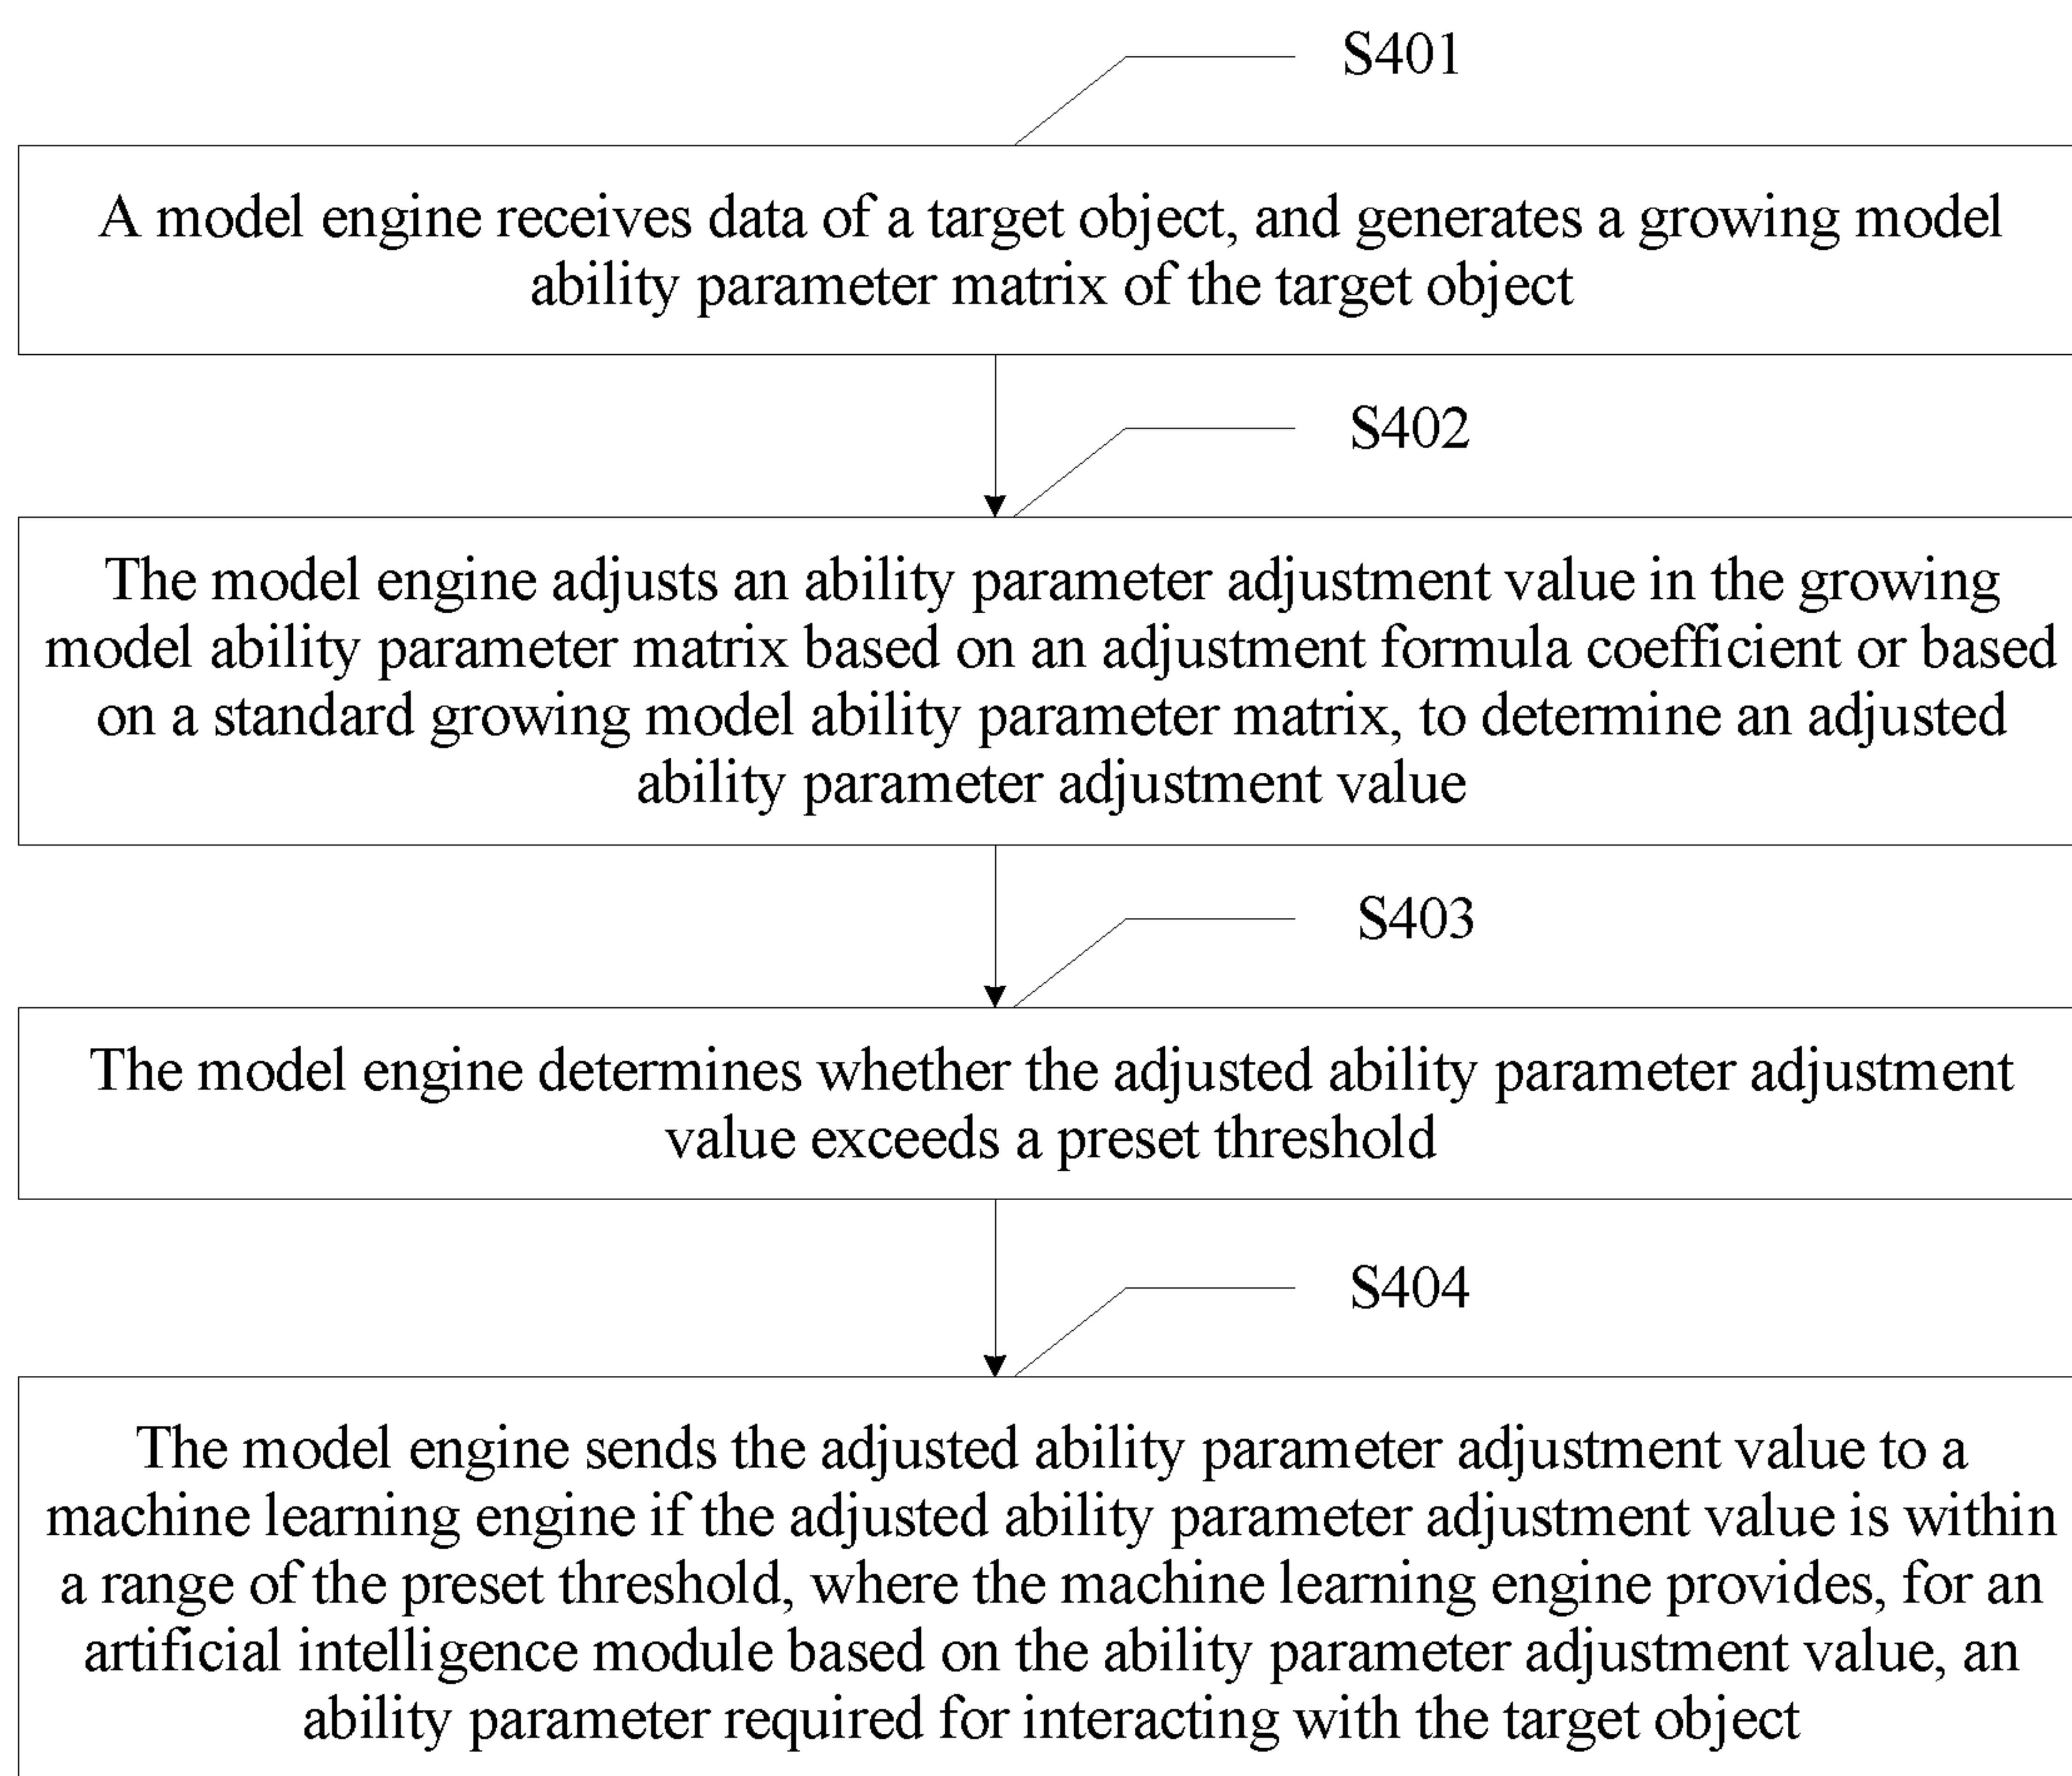 S401
A model engine receives data of a target object, and generates a growing model
ability parameter matrix of the target object
S402
The model engine adjusts an ability parameter adjustment value in the growing
model ability parameter matrix based on an adjustment formula coefficient or based
on a standard growing model ability parameter matrix, to determine an adjusted
ability parameter adjustment value
S403
The model engine determines whether the adjusted ability parameter adjustment
value exceeds a preset threshold
S404
The model engine sends the adjusted ability parameter adjustment value to a
machine learning engine if the adjusted ability parameter adjustment value is within
a range of the preset threshold, where the machine learning engine provides, for an
artificial intelligence module based on the ability parameter adjustment value, an
ability parameter required for interacting with the target object